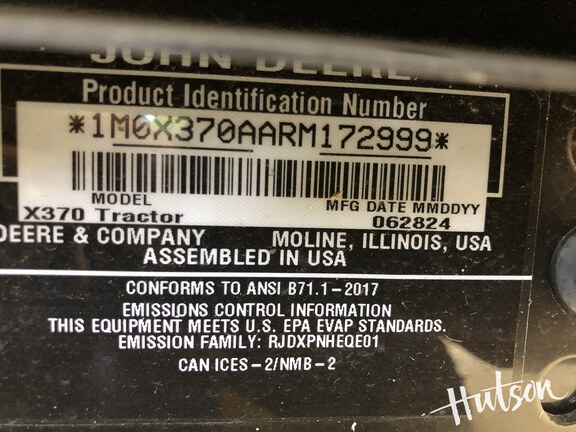 JOHN DEERE
Product Identification Number
*1M0X370AARM172999*
MODEL MFG DATE MMDDYY
X370 Tractor 062824
DEERE & COMPANY MOLINE, ILLINOIS, USA
ASSEMBLED IN USA
CONFORMS TO ANSI B71.1-2017
EMISSIONS CONTROL INFORMATION
THIS EQUIPMENT MEETS U.S. EPA EVAP STANDARDS.
EMISSION FAMILY: RJDXPNHEQE01
CAN ICES-2/NMB-2
Hutson